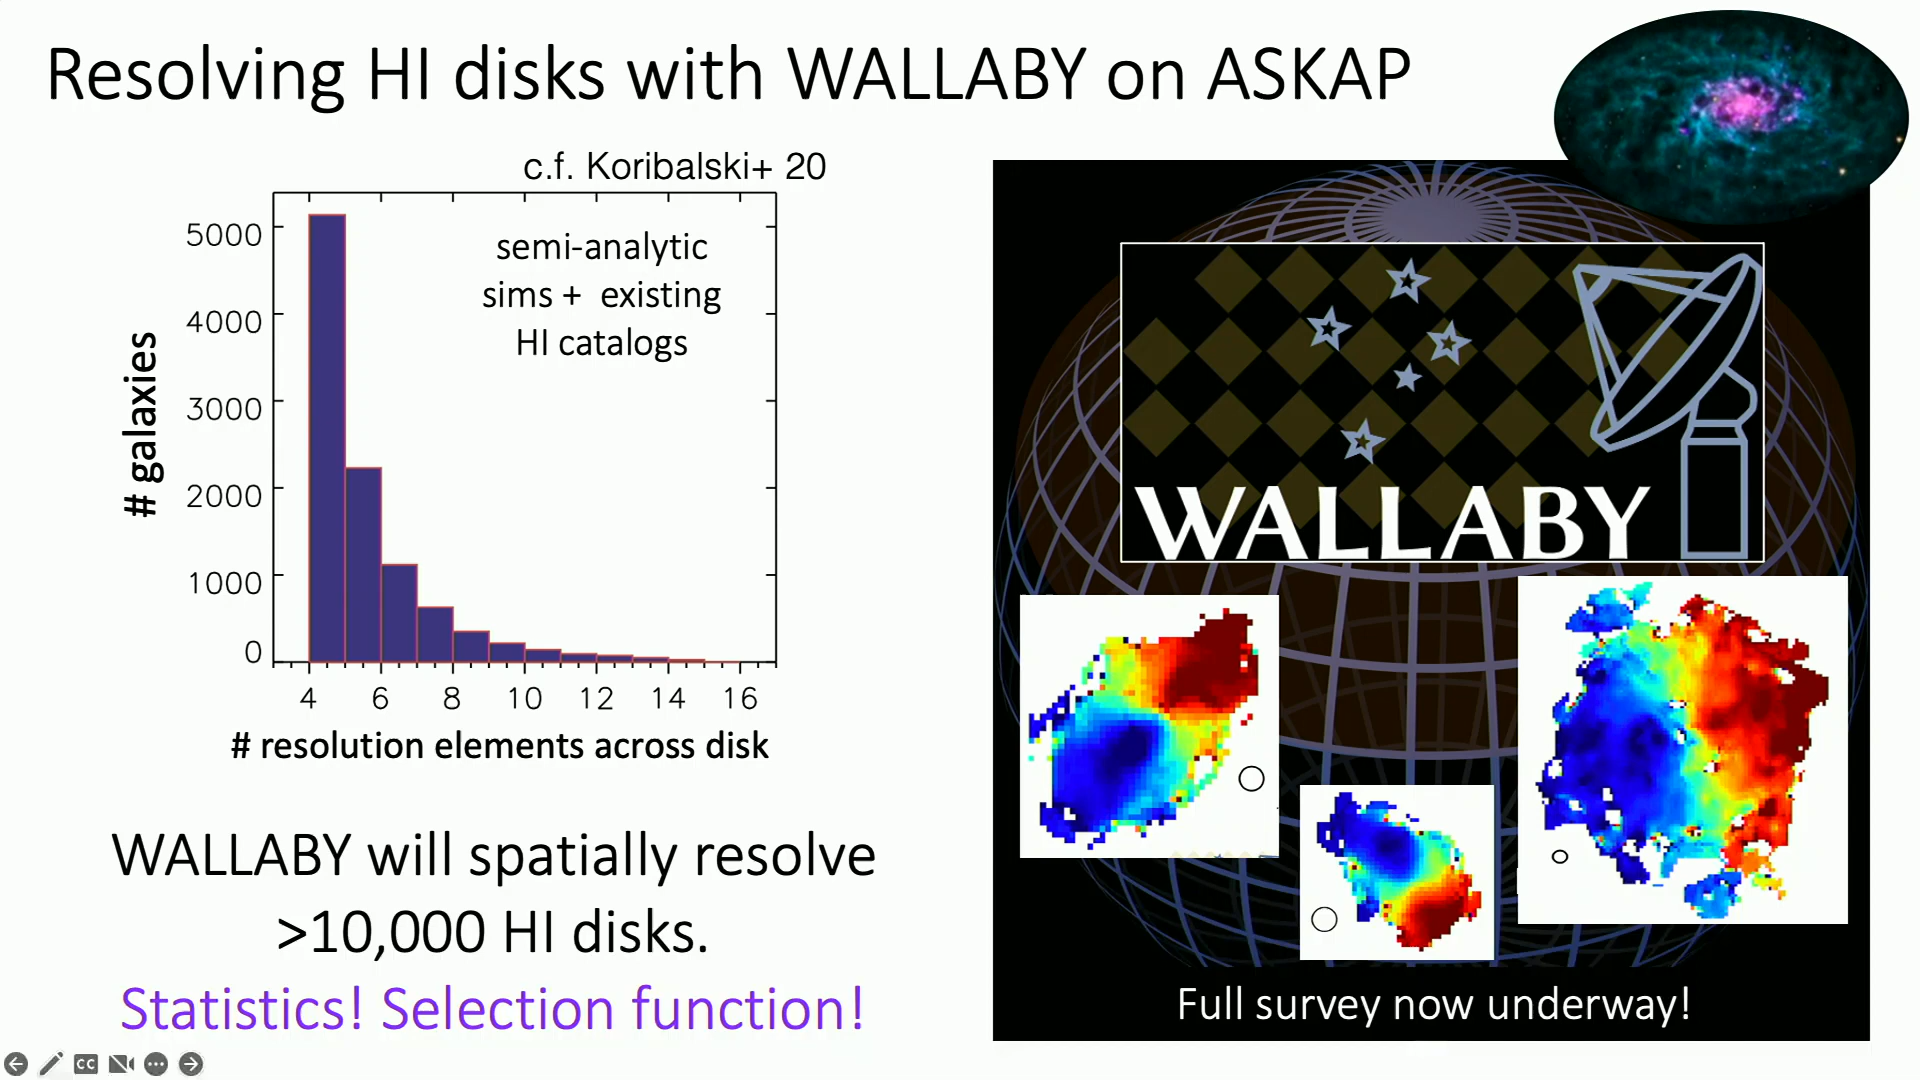 Resolving HI disks with WALLABY on ASKAP
c.f. Koribalski+ 20
semi-analytic
sims + existing
HI catalogs
# galaxies
5000
4000
3000
2000
1000
0
4 6 8 10 12 14 16
# resolution elements across disk
WALLABY will spatially resolve
>10,000 HI disks.
Statistics! Selection function!
WALLABY
Full survey now underway!
CC